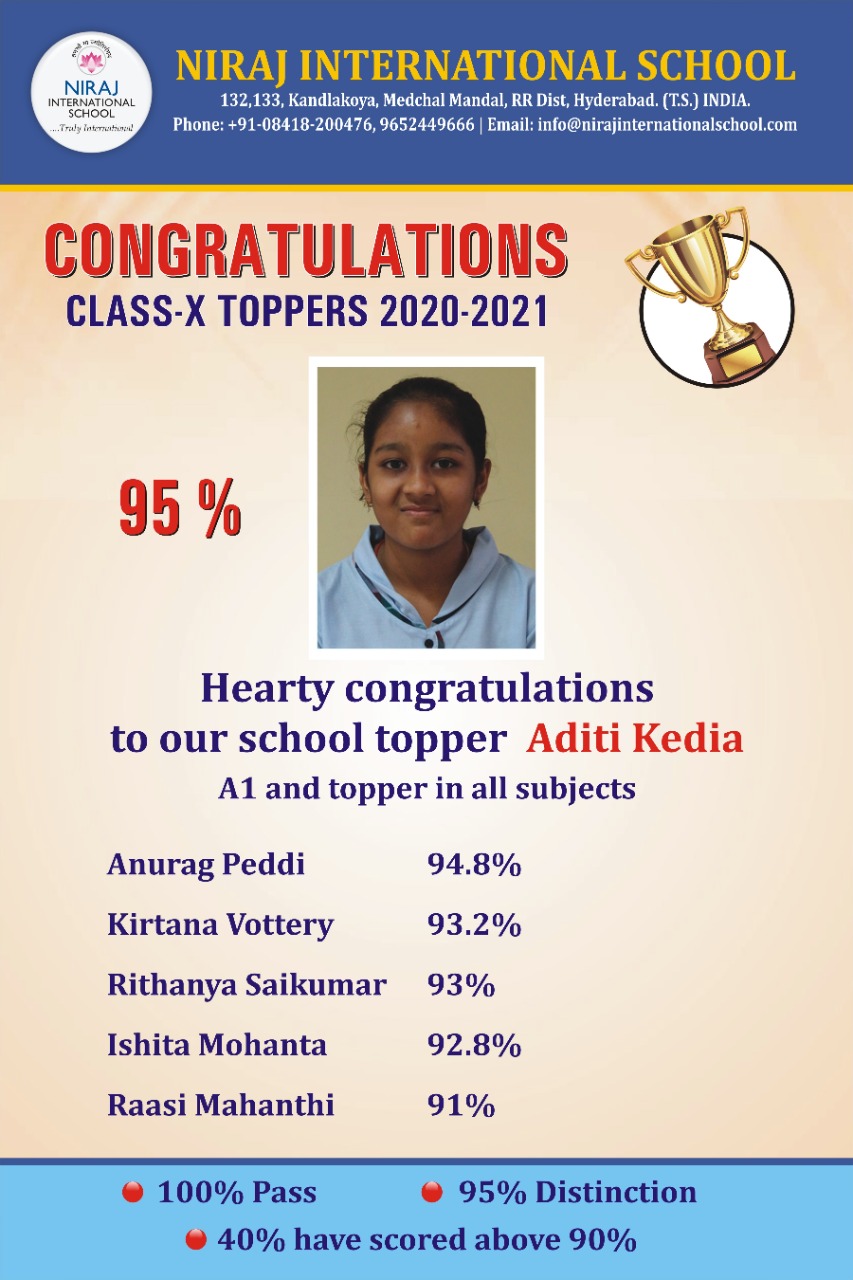 NIRAJ
INTERNATIONAL
SCHOOL
....Truly International
NIRAJ INTERNATIONAL SCHOOL
132,133, Kandlakoya, Medchal Mandal, RR Dist, Hyderabad. (T.S.) INDIA.
Phone: +91-08418-200476, 9652449666 | Email: info@nirajinternationalschool.com
CONGRATULATIONS
CLASS-X TOPPERS 2020-2021
95 %
Hearty congratulations
to our school topper Aditi Kedia
A1 and topper in all subjects
Anurag Peddi 94.8%
Kirtana Vottery 93.2%
Rithanya Saikumar 93%
Ishita Mohanta 92.8%
Raasi Mahanthi 91%
100% Pass 95% Distinction
40% have scored above 90%